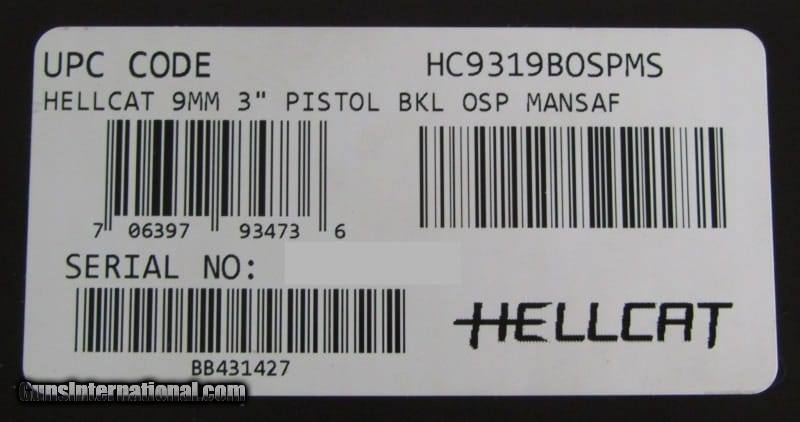 UPC CODE HC9319BOSPMS
HELLCAT 9MM 3" PISTOL BKL OSP MANSAF
7 06397 93473 6
SERIAL NO:
BB431427
HELLCAT
GunsInternational.com